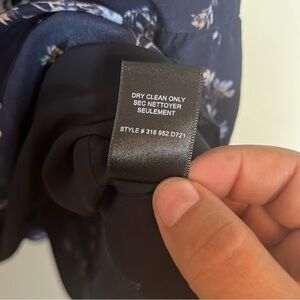 DRY CLEAN ONLY
SEC NETTOYER
SEULEMENT
STYLE # 318 952 D721